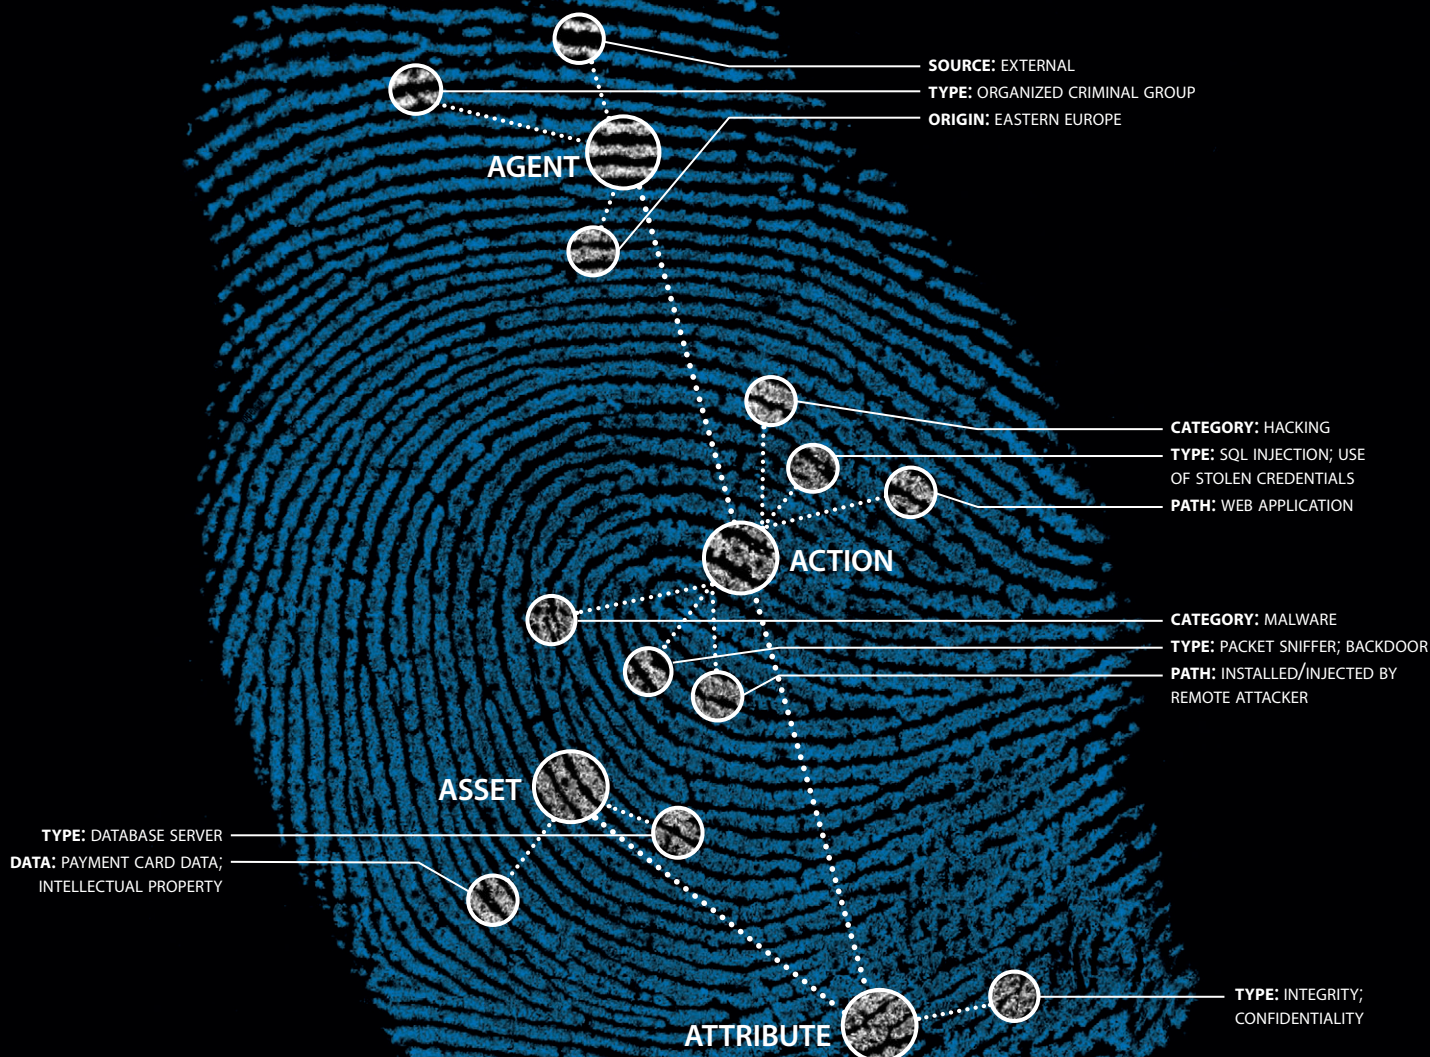 SOURCE: EXTERNAL
TYPE: ORGANIZED CRIMINAL GROUP
ORIGIN: EASTERN EUROPE
AGENT
CATEGORY: HACKING
TYPE: SQL INJECTION; USE
OF STOLEN CREDENTIALS
PATH: WEB APPLICATION
ACTION
CATEGORY: MALWARE
TYPE: PACKET SNIFFER; BACKDOOR
PATH: INSTALLED/INJECTED BY
REMOTE ATTACKER
ASSET
TYPE: DATABASE SERVER
DATA: PAYMENT CARD DATA;
INTELLECTUAL PROPERTY
TYPE: INTEGRITY;
CONFIDENTIALITY
ATTRIBUTE